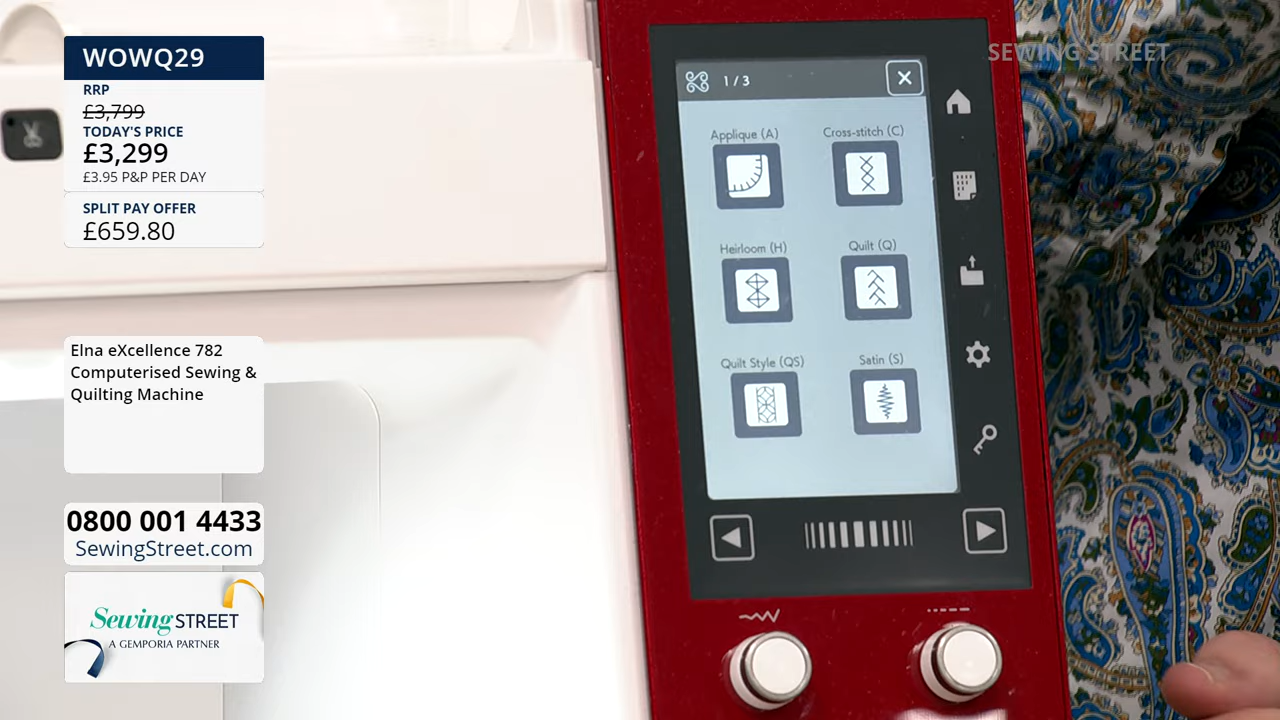 WOWQ29
RRP
£3,799
TODAY'S PRICE
£3,299
£3.95 P&P PER DAY
SPLIT PAY OFFER
£659.80
Elna eXcellence 782
Computerised Sewing &
Quilting Machine
0800 001 4433
SewingStreet.com
Sewing STREET
A GEMPORIA PARTNER
SEWING STREET
1 / 3
Applique (A)
Cross-stitch (C)
Heirloom (H)
Quilt (Q)
Quilt Style (QS)
Satin (S)